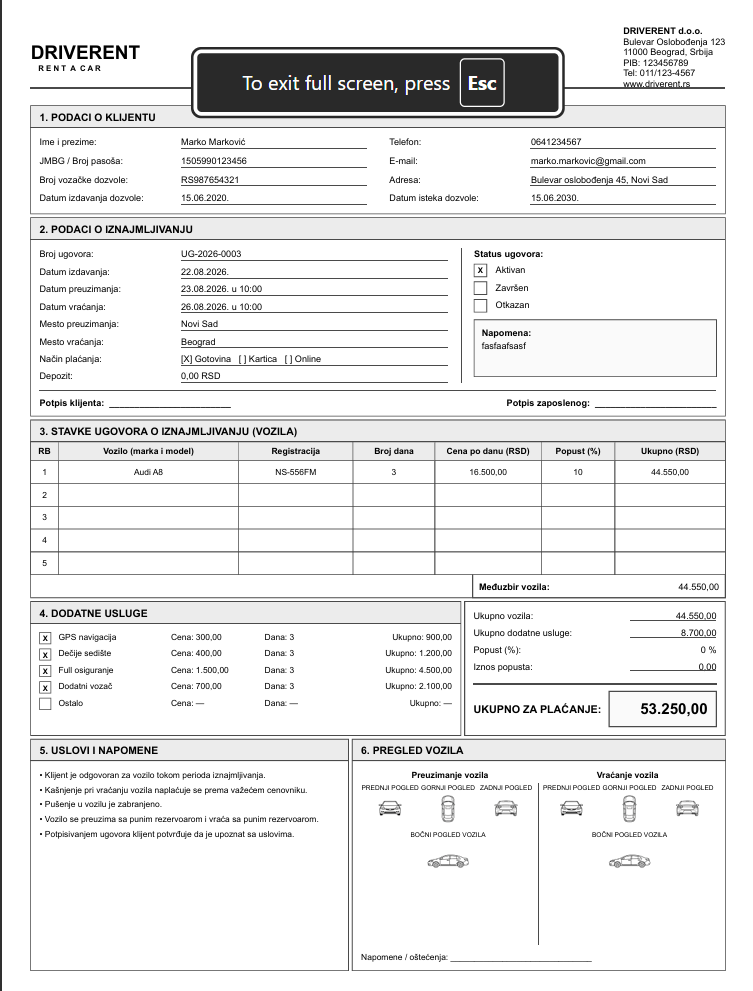 DRIVERENT
RENT A CAR
DRIVERENT d.o.o.
Bulevar Oslobođenja 123
11000 Beograd, Srbija
PIB: 123456789
Tel: 011/123-4567
www.driverent.rs
To exit full screen, press Esc
1. PODACI O KLIJENTU
Ime i prezime: Marko Marković Telefon: 0641234567
JMBG / Broj pasoša: 1505990123456 E-mail: marko.markovic@gmail.com
Broj vozačke dozvole: RS987654321 Adresa: Bulevar oslobođenja 45, Novi Sad
Datum izdavanja dozvole: 15.06.2020. Datum isteka dozvole: 15.06.2030.
2. PODACI O IZNAJMLJIVANJU
Broj ugovora: UG-2026-0003
Datum izdavanja: 22.08.2026.
Datum preuzimanja: 23.08.2026. u 10:00
Datum vraćanja: 26.08.2026. u 10:00
Mesto preuzimanja: Novi Sad
Mesto vraćanja: Beograd
Način plaćanja: [X] Gotovina [ ] Kartica [ ] Online
Depozit: 0,00 RSD
Status ugovora:
X Aktivan
Završen
Otkazan
Napomena:
fasfaafsasf
Potpis klijenta: ________________________ Potpis zaposlenog: ________________________
3. STAVKE UGOVORA O IZNAJMLJIVANJU (VOZILA)
RB Vozilo (marka i model) Registracija Broj dana Cena po danu (RSD) Popust (%) Ukupno (RSD)
1 Audi A8 NS-556FM 3 16.500,00 10 44.550,00
2
3
4
5
Međuzbir vozila: 44.550,00
4. DODATNE USLUGE
X GPS navigacija Cena: 300,00 Dana: 3 Ukupno: 900,00
X Dečije sedište Cena: 400,00 Dana: 3 Ukupno: 1.200,00
X Full osiguranje Cena: 1.500,00 Dana: 3 Ukupno: 4.500,00
X Dodatni vozač Cena: 700,00 Dana: 3 Ukupno: 2.100,00
Ostalo Cena: — Dana: — Ukupno: —
Ukupno vozila: 44.550,00
Ukupno dodatne usluge: 8.700,00
Popust (%): 0 %
Iznos popusta: 0,00
UKUPNO ZA PLAĆANJE: 53.250,00
5. USLOVI I NAPOMENE
• Klijent je odgovoran za vozilo tokom perioda iznajmljivanja.
• Kašnjenje pri vraćanju vozila naplaćuje se prema važećem cenovniku.
• Pušenje u vozilu je zabranjeno.
• Vozilo se preuzima sa punim rezervoarom i vraća sa punim rezervoarom.
• Potpisivanjem ugovora klijent potvrđuje da je upoznat sa uslovima.
6. PREGLED VOZILA
Preuzimanje vozila
PREDNJI POGLED GORNJI POGLED ZADNJI POGLED
BOČNI POGLED VOZILA
Vraćanje vozila
PREDNJI POGLED GORNJI POGLED ZADNJI POGLED
BOČNI POGLED VOZILA
Napomene / oštećenja: ______________________________